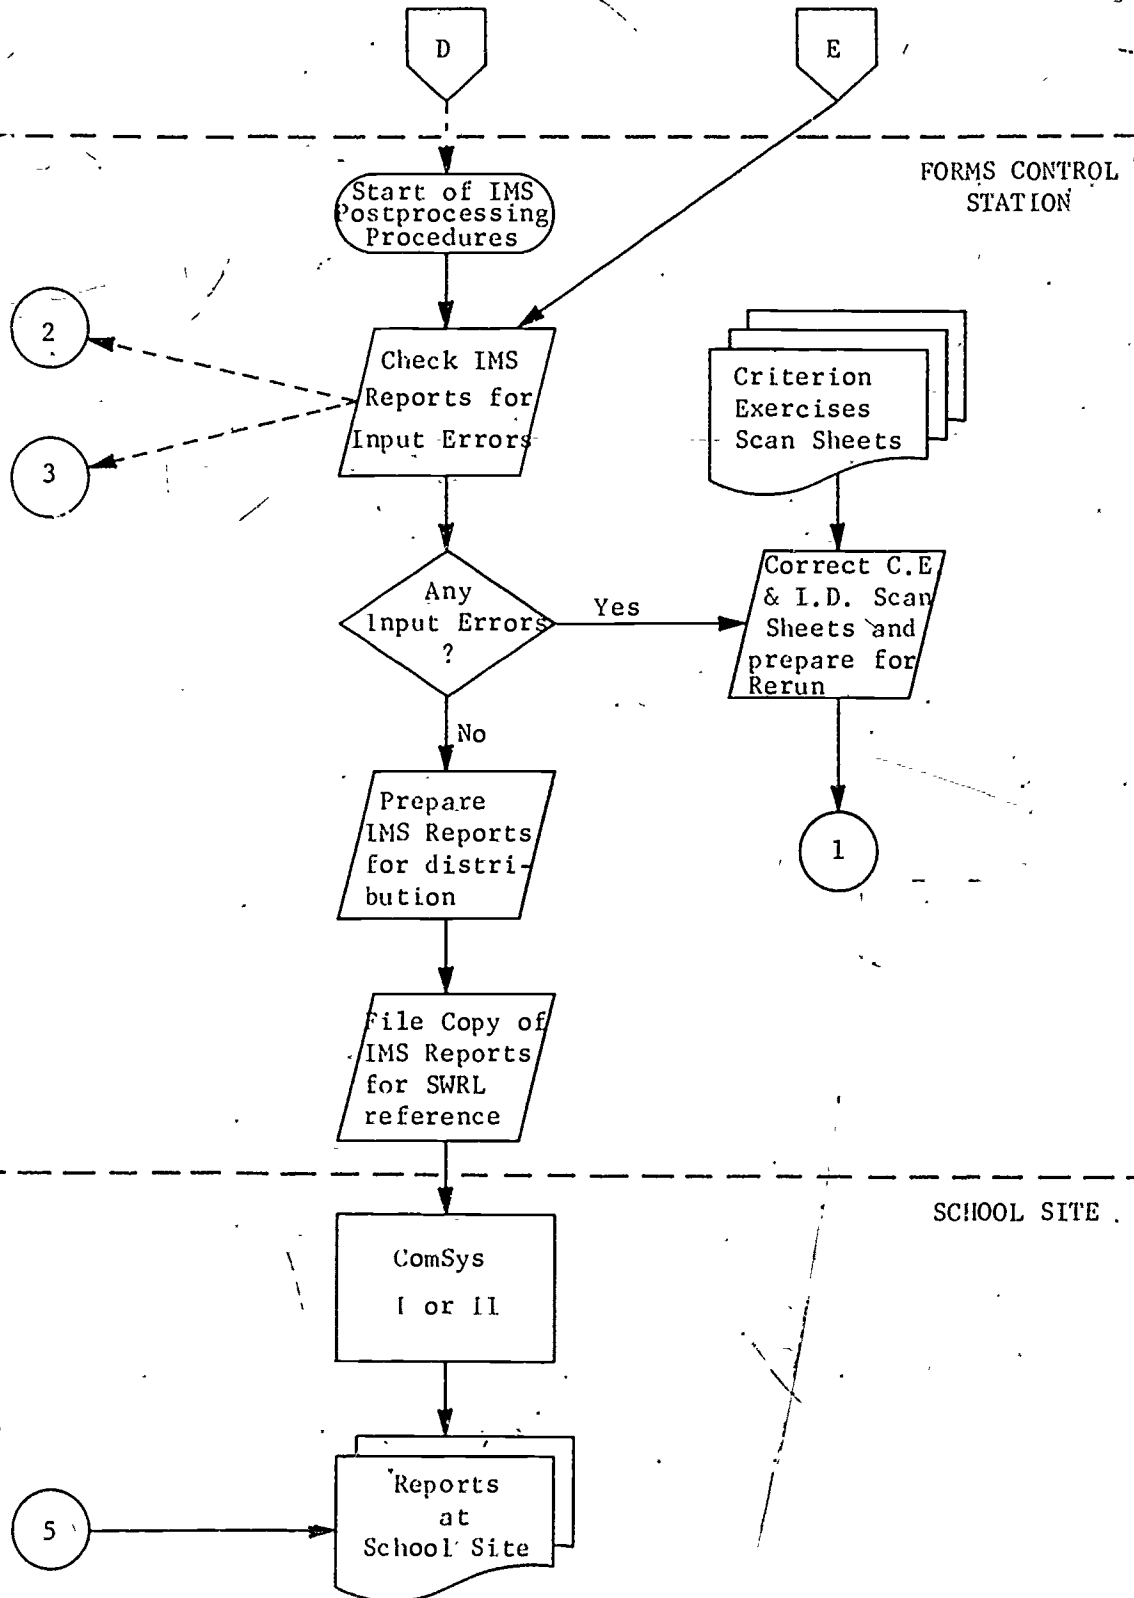 D
E
FORMS CONTROL
STATION
Start of IMS
Postprocessing
Procedures
2
3
Check IMS
Reports for
Input Errors
Criterion
Exercises
Scan Sheets
Any
Input Errors
?
Yes
Correct C.E
& I.D. Scan
Sheets and
prepare for
Rerun
No
1
Prepare
IMS Reports
for distri-
bution
File Copy of
IMS Reports
for SWRL
reference
SCHOOL SITE
ComSys
I or II
5
Reports
at
School Site